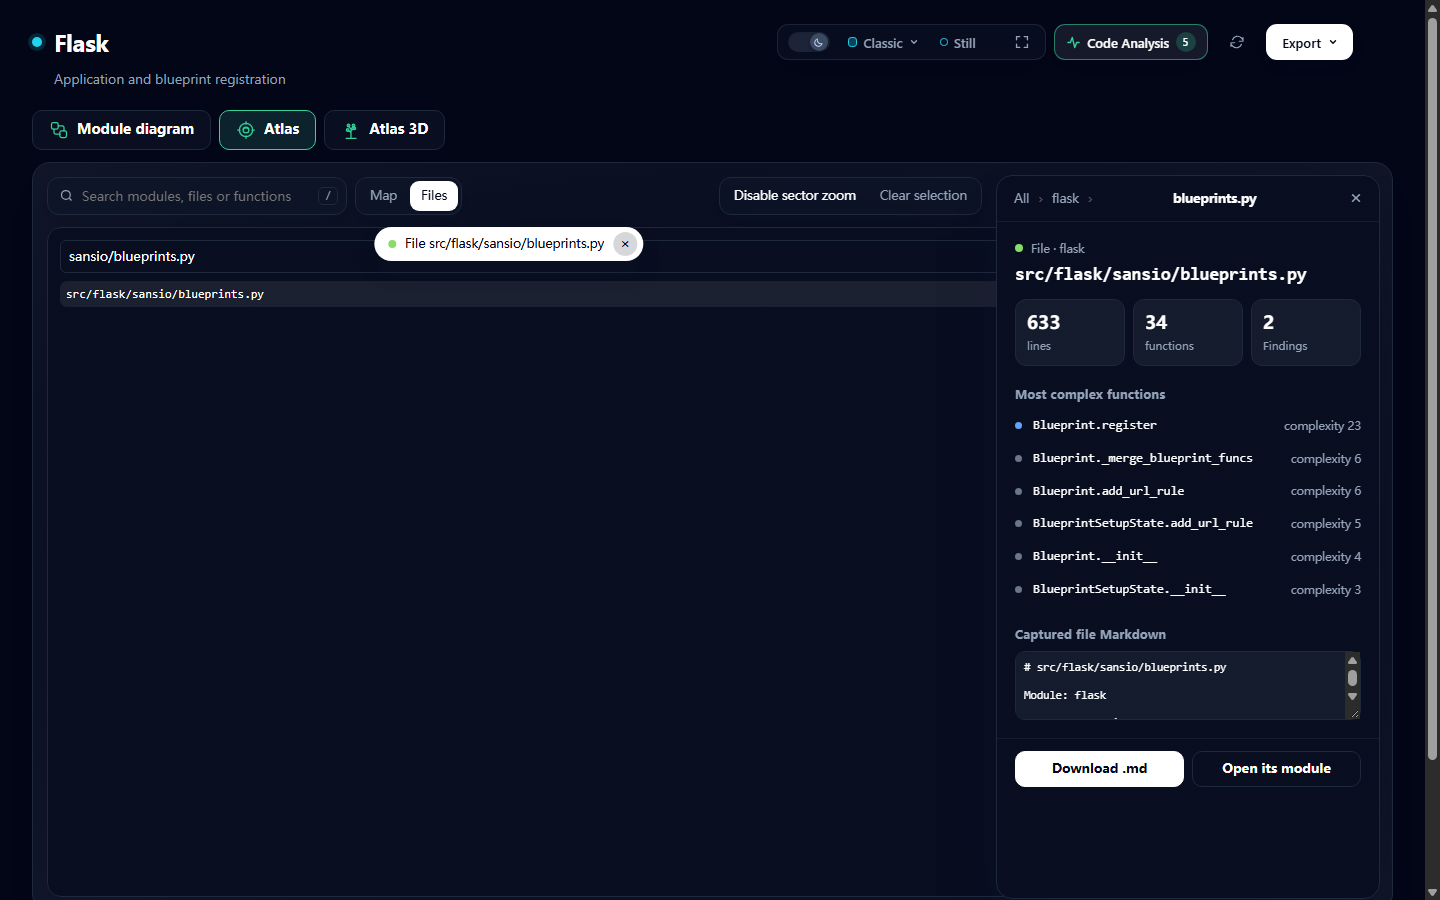 Flask
Application and blueprint registration
Classic
Still
Code Analysis 5
Export
Module diagram
Atlas
Atlas 3D
Search modules, files or functions /
Map
Files
Disable sector zoom
Clear selection
File src/flask/sansio/blueprints.py ×
sansio/blueprints.py
src/flask/sansio/blueprints.py
All › flask › blueprints.py ×
File · flask
src/flask/sansio/blueprints.py
633
lines
34
functions
2
Findings
Most complex functions
Blueprint.register complexity 23
Blueprint._merge_blueprint_funcs complexity 6
Blueprint.add_url_rule complexity 6
BlueprintSetupState.add_url_rule complexity 5
Blueprint.__init__ complexity 4
BlueprintSetupState.__init__ complexity 3
Captured file Markdown
# src/flask/sansio/blueprints.py
Module: flask
Download .md
Open its module